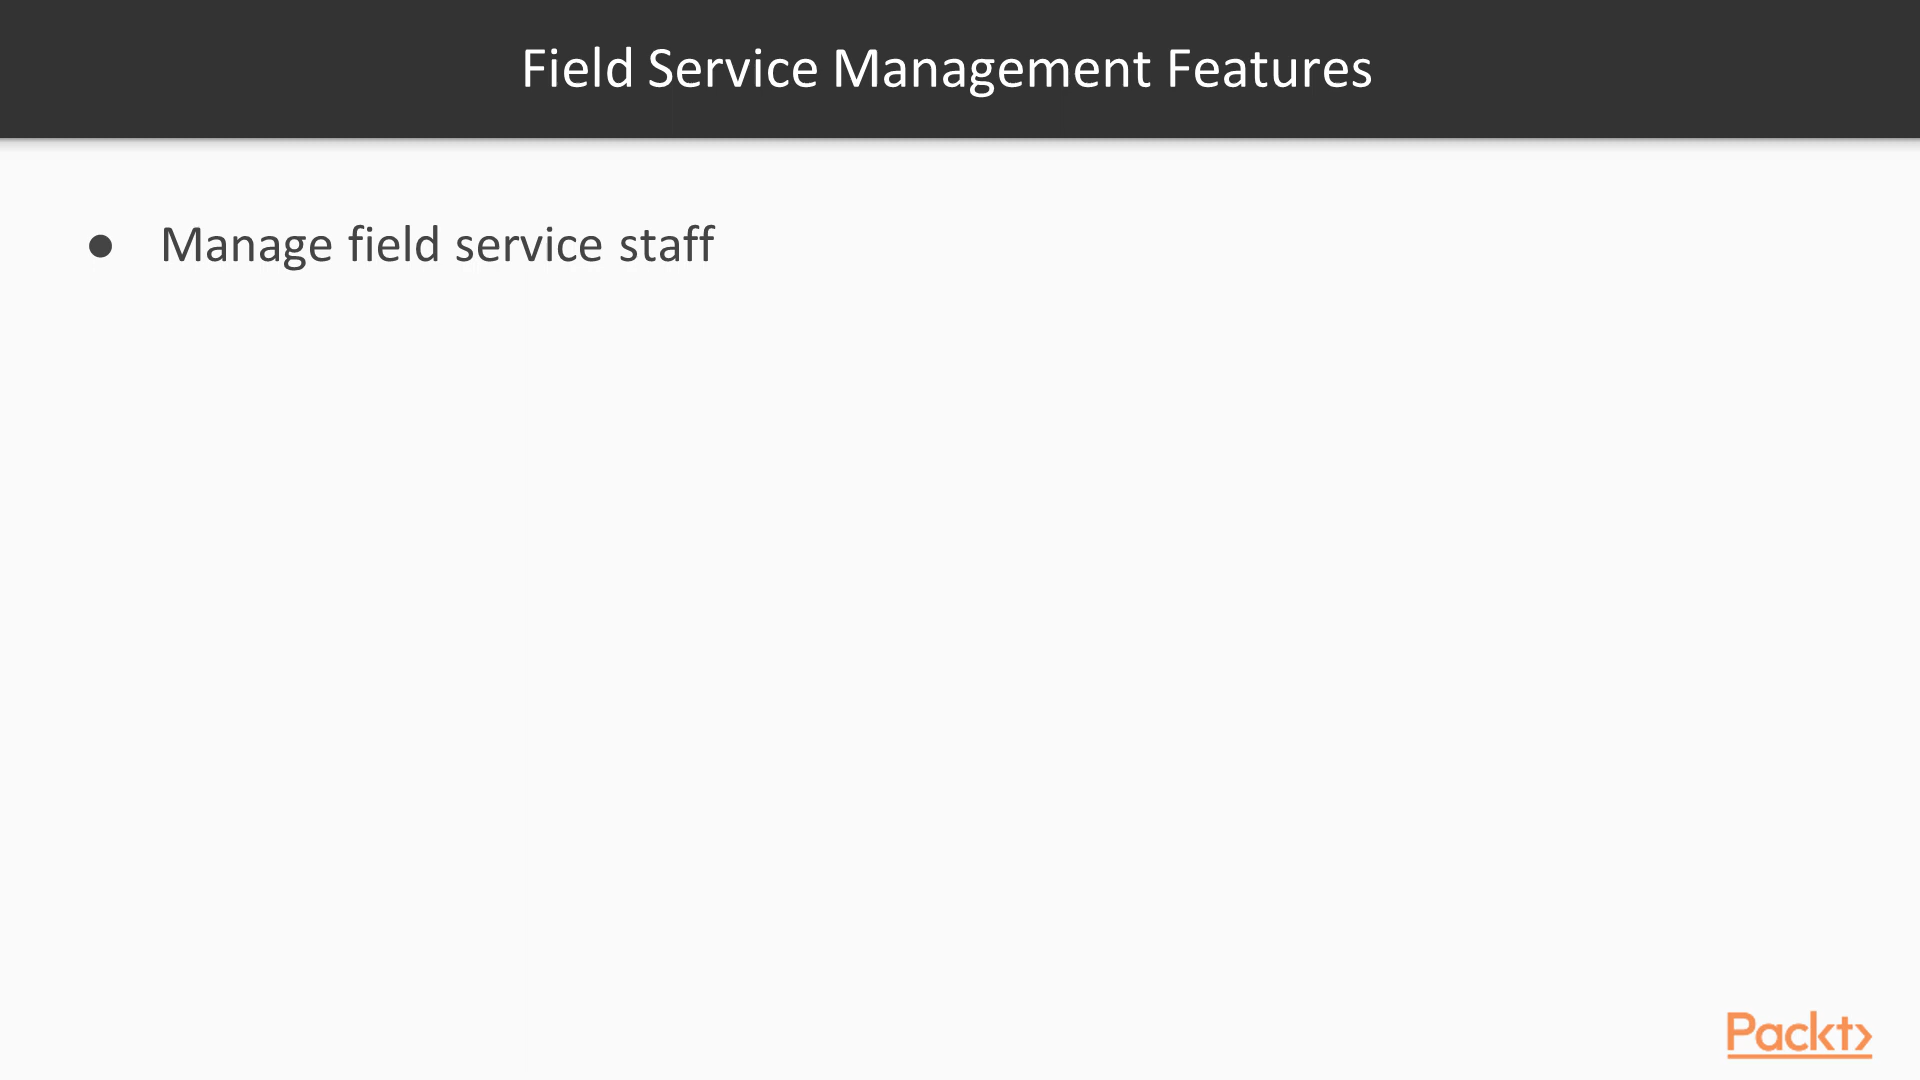 Field Service Management Features
● Manage field service staff
Packt>